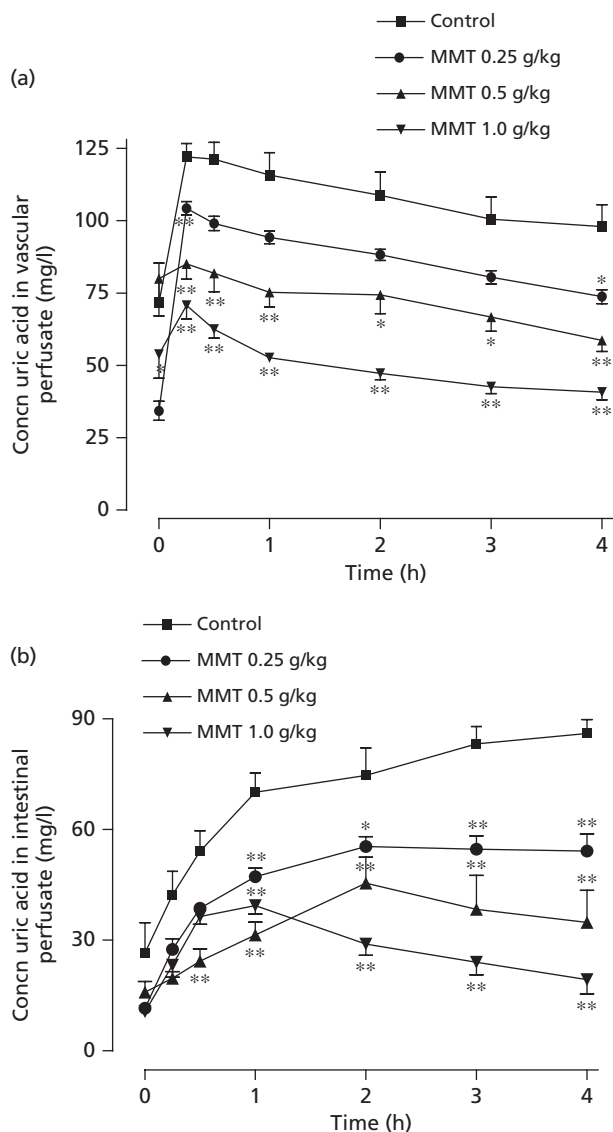 Control
MMT 0.25 g/kg
MMT 0.5 g/kg
MMT 1.0 g/kg
(a)
125
100
75
50
25
0
Concn uric acid in vascular
perfusate (mg/l)
**
** ** ** * * **
*
* ** ** ** ** ** **
0 1 2 3 4
Time (h)
Control
(b)
MMT 0.25 g/kg
MMT 0.5 g/kg
MMT 1.0 g/kg
90
60
30
0
Concn uric acid in intestinal
perfusate (mg/l)
** * ** **
** ** ** **
** ** ** ** **
0 1 2 3 4
Time (h)